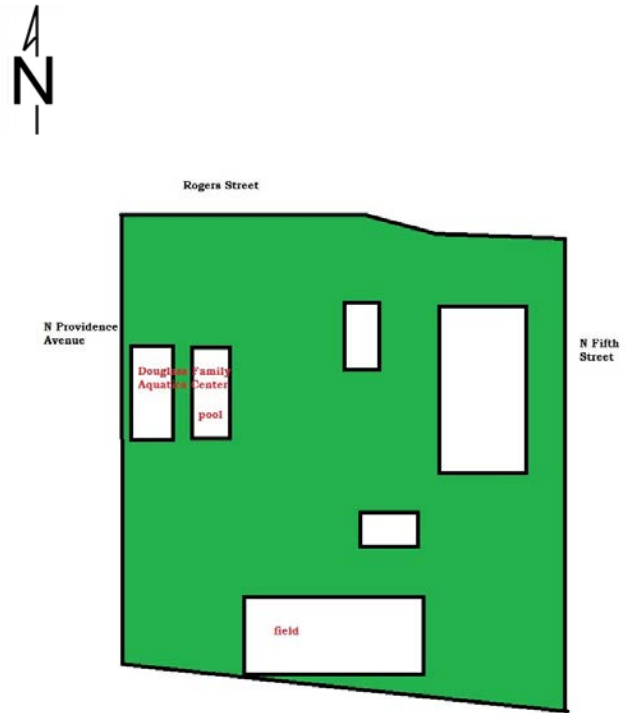 N
Rogers Street
N Providence
Avenue
N Fifth
Street
Douglass Family
Aquatics Center
pool
field